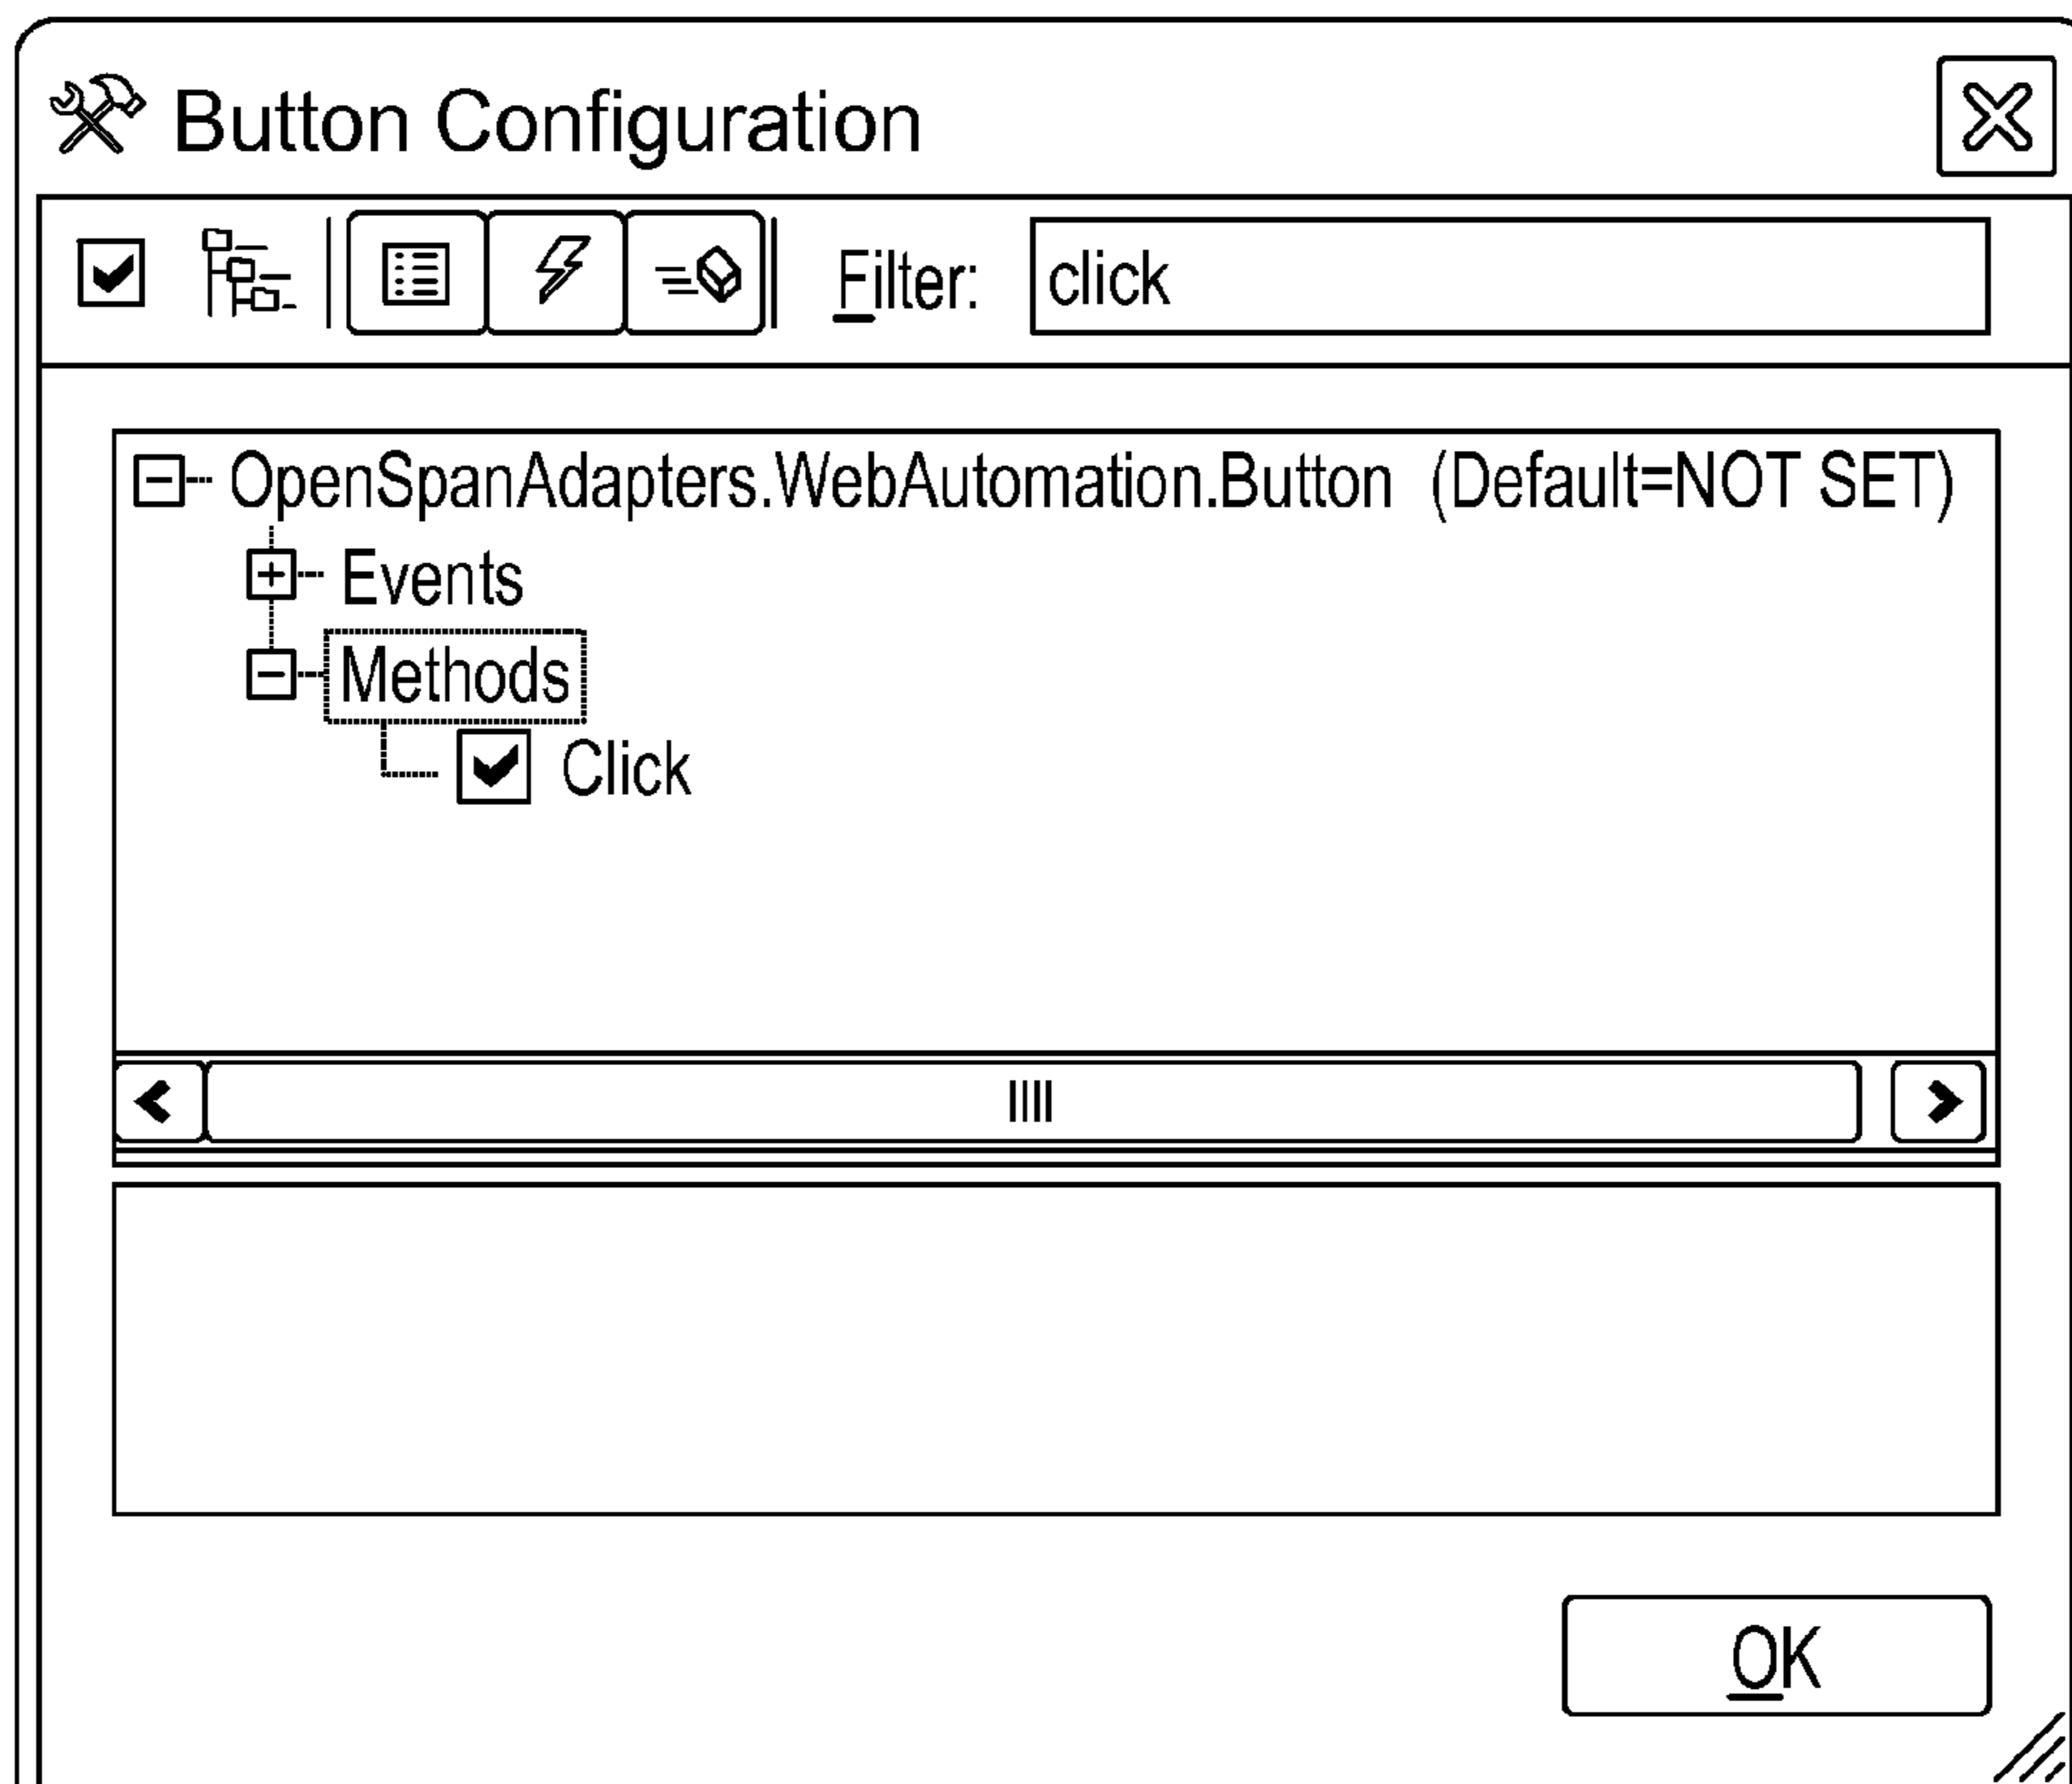 Button Configuration
Filter: click
OpenSpanAdapters.WebAutomation.Button (Default=NOT SET)
Events
Methods
Click
OK